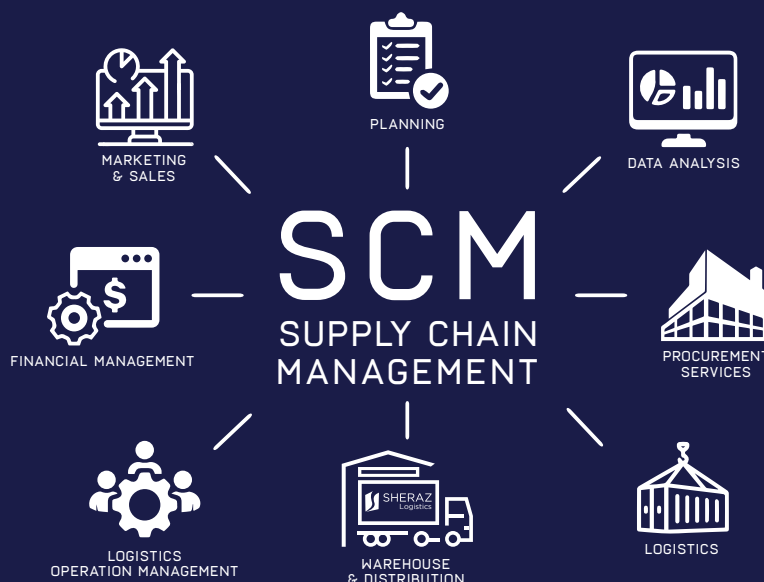 PLANNING
MARKETING
& SALES
DATA ANALYSIS
SCM
SUPPLY CHAIN
MANAGEMENT
$
FINANCIAL MANAGEMENT
PROCUREMENT
SERVICES
SHERAZ
Logistics
LOGISTICS
OPERATION MANAGEMENT
WAREHOUSE
& DISTRIBUTION
LOGISTICS